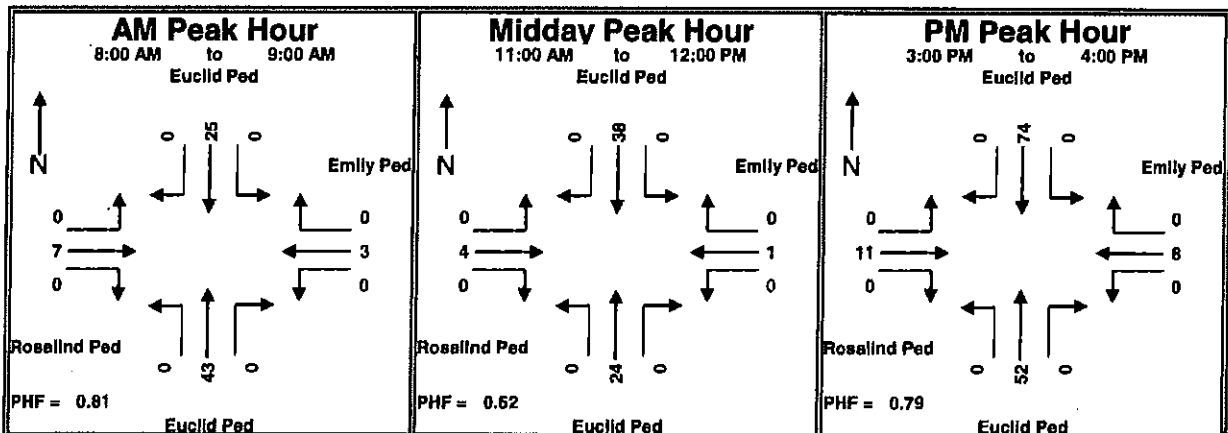 AM Peak Hour
8:00 AM to 9:00 AM
Euclid Ped
N
0 25 0
Emily Ped
0 0
7 3
0 0
Rosalind Ped
0 43 0
PHF = 0.81
Euclid Ped
Midday Peak Hour
11:00 AM to 12:00 PM
Euclid Ped
N
0 38 0
Emily Ped
0 0
4 1
0 0
Rosalind Ped
0 24 0
PHF =
Euclid Ped
PM Peak Hour
3:00 PM to 4:00 PM
Euclid Ped
N
0 74 0
Emily Ped
0 0
11
0 0
Rosalind Ped
0 52 0
PHF = 0.79
Euclid Ped